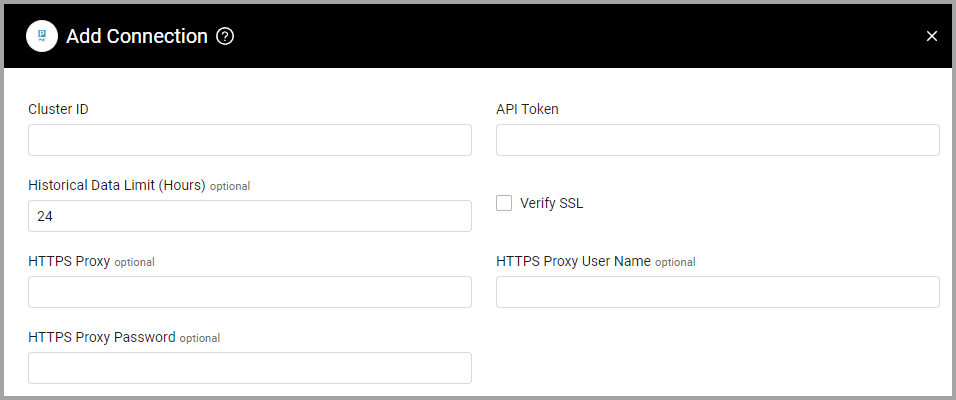 Add Connection ?
Cluster ID
API Token
Historical Data Limit (Hours) optional
24
Verify SSL
HTTPS Proxy optional
HTTPS Proxy User Name optional
HTTPS Proxy Password optional